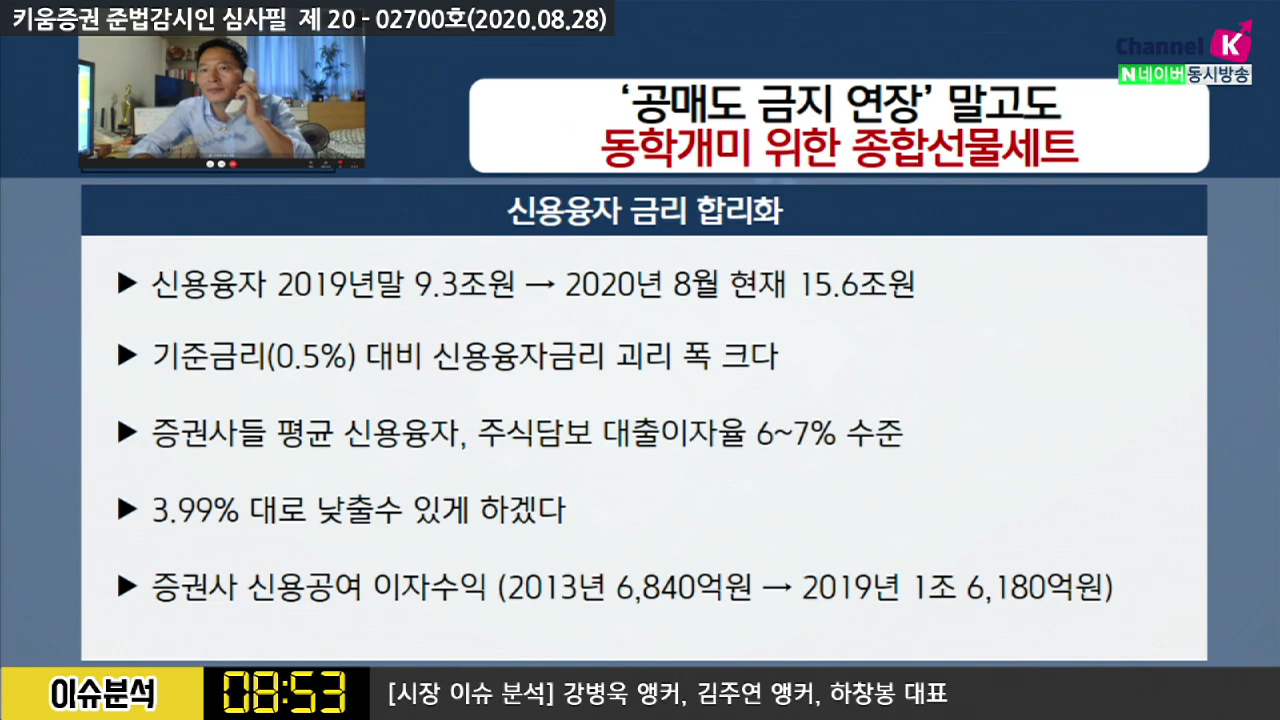 키움증권 준법감시인 심사필 제 20 - 02700호(2020.08.28)
Channel K
N 네이버 동시방송
‘공매도 금지 연장’ 말고도
동학개미 위한 종합선물세트
신용융자 금리 합리화
▶ 신용융자 2019년말 9.3조원 → 2020년 8월 현재 15.6조원
▶ 기준금리(0.5%) 대비 신용융자금리 괴리 폭 크다
▶ 증권사들 평균 신용융자, 주식담보 대출이자율 6~7% 수준
▶ 3.99% 대로 낮출수 있게 하겠다
▶ 증권사 신용공여 이자수익 (2013년 6,840억원 → 2019년 1조 6,180억원)
이슈분석
08:53
[시장 이슈 분석] 강병욱 앵커, 김주연 앵커, 하창봉 대표